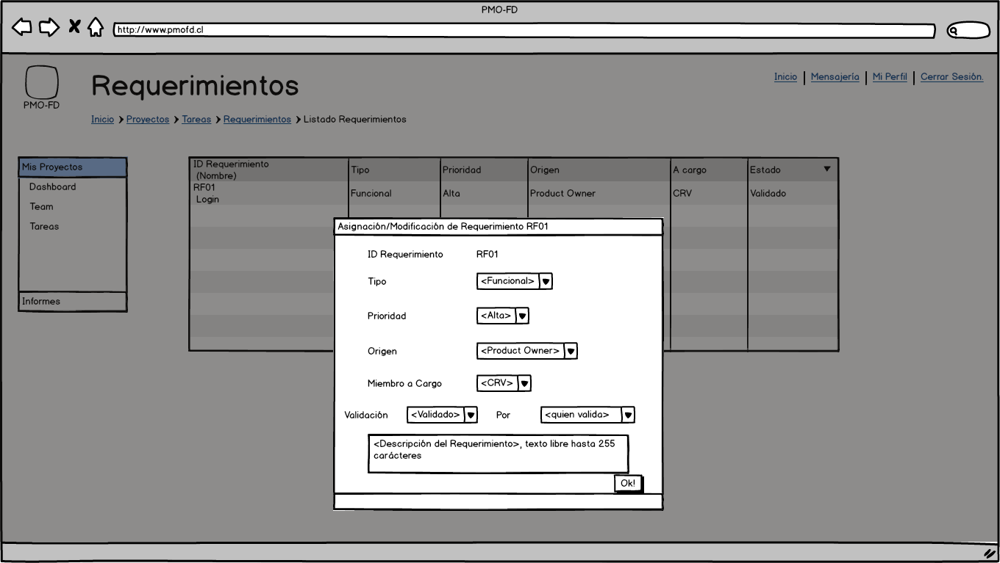 PMO-FD
http://www.pmofd.cl
PMO-FD
Requerimientos
Inicio Mensajería Mi Perfil Cerrar Sesión.
Inicio Proyectos Tareas Requerimientos Listado Requerimientos
Mis Proyectos
Dashboard
Team
Tareas
Informes
ID Requerimiento
(Nombre)
Tipo Prioridad Origen A cargo Estado
RF01
Login
Funcional Alta Product Owner CRV Validado
Asignación/Modificación de Requerimiento RF01
ID Requerimiento RF01
Tipo <Funcional>
Prioridad <Alta>
Origen <Product Owner>
Miembro a Cargo <CRV>
Validación <Validado> Por <quien valida>
<Descripción del Requerimiento>, texto libre hasta 255
carácteres
Ok!